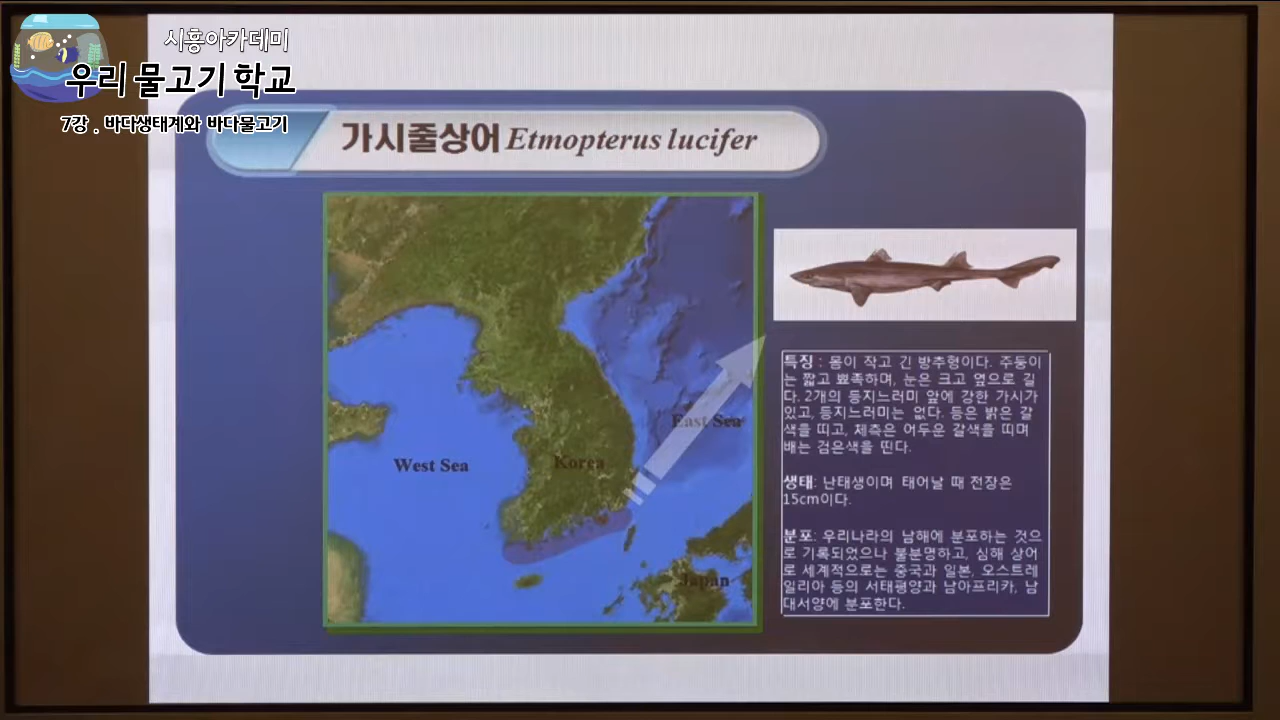 시흥아카데미
우리 물고기 학교
7강 . 바다생태계와 바다물고기
가시줄상어 Etmopterus lucifer
West Sea
Korea
East Sea
Japan
특징 : 몸이 작고 긴 방추형이다. 주둥이
는 짧고 뾰족하며, 눈은 크고 옆으로 길
다. 2개의 등지느러미 앞에 강한 가시가
있고, 등지느러미는 없다. 등은 밝은 갈
색을 띠고, 체측은 어두운 갈색을 띠며
배는 검은색을 띤다.
생태: 난태생이며 태어날 때 전장은
15cm이다.
분포: 우리나라의 남해에 분포하는 것으
로 기록되었으나 불분명하고, 심해 상어
로 세계적으로는 중국과 일본, 오스트레
일리아 등의 서태평양과 남아프리카, 남
대서양에 분포한다.